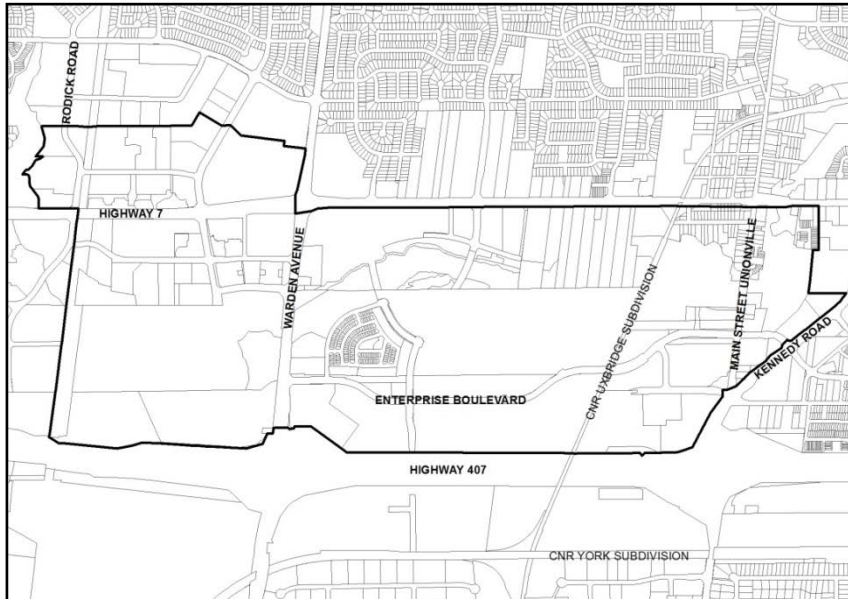 RODICK ROAD
HIGHWAY 7
WARDEN AVENUE
CNR UXBRIDGE SUBDIVISION
MAIN STREET UNIONVILLE
KENNEDY ROAD
ENTERPRISE BOULEVARD
HIGHWAY 407
CNR YORK SUBDIVISION